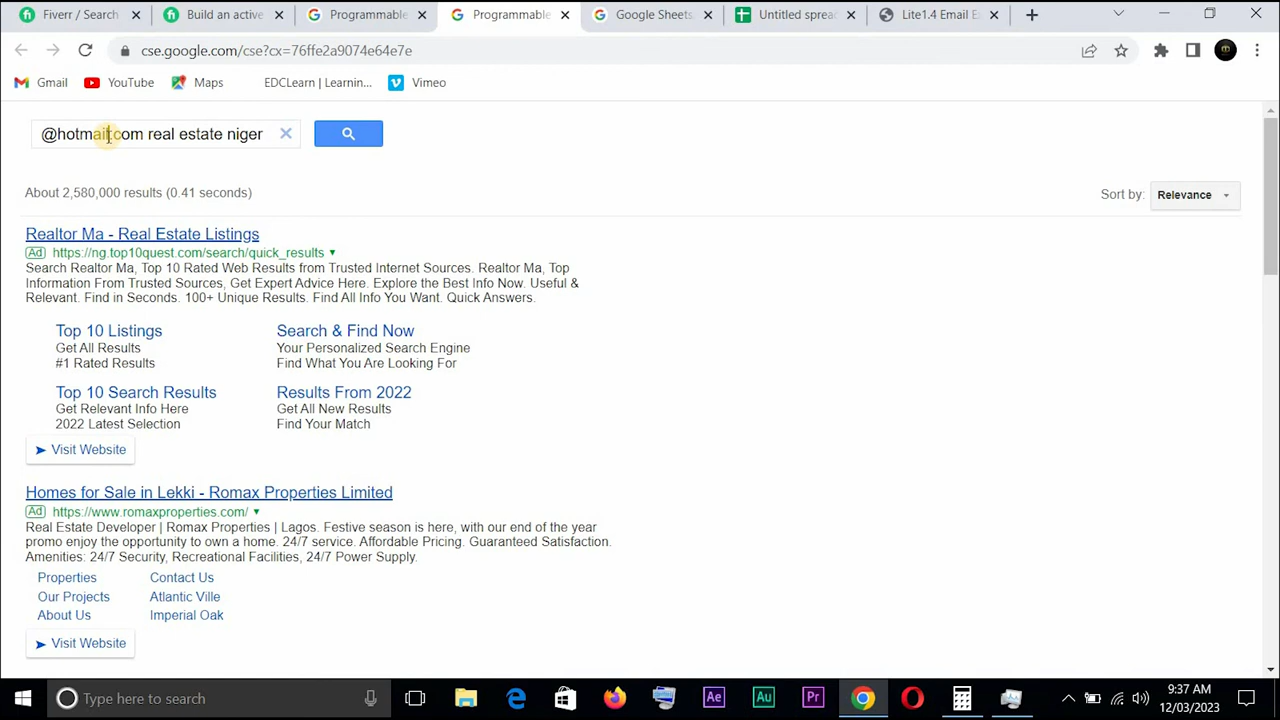 Fiverr / Search
Build an active
Programmable
Programmable
Google Sheets
Untitled sprea
Lite1.4 Email E
cse.google.com/cse?cx=76ffe2a9074e64e7e
Gmail
YouTube
Maps
EDCLearn | Learnin...
Vimeo
@hotmail.com real estate niger
About 2,580,000 results (0.41 seconds)
Sort by:
Relevance
Realtor Ma - Real Estate Listings
Ad https://ng.top10quest.com/search/quick_results
Search Realtor Ma, Top 10 Rated Web Results from Trusted Internet Sources. Realtor Ma, Top
Information From Trusted Sources, Get Expert Advice Here. Explore the Best Info Now. Useful &
Relevant. Find in Seconds. 100+ Unique Results. Find All Info You Want. Quick Answers.
Top 10 Listings
Get All Results
#1 Rated Results
Search & Find Now
Your Personalized Search Engine
Find What You Are Looking For
Top 10 Search Results
Get Relevant Info Here
2022 Latest Selection
Results From 2022
Get All New Results
Find Your Match
Visit Website
Homes for Sale in Lekki - Romax Properties Limited
Ad https://www.romaxproperties.com/
Real Estate Developer | Romax Properties | Lagos. Festive season is here, with our end of the year
promo enjoy the opportunity to own a home. 24/7 service. Affordable Pricing. Guaranteed Satisfaction.
Amenities: 24/7 Security, Recreational Facilities, 24/7 Power Supply.
Properties
Contact Us
Our Projects
Atlantic Ville
About Us
Imperial Oak
Visit Website
Type here to search
Ae
Au
Pr
9:37 AM
12/03/2023